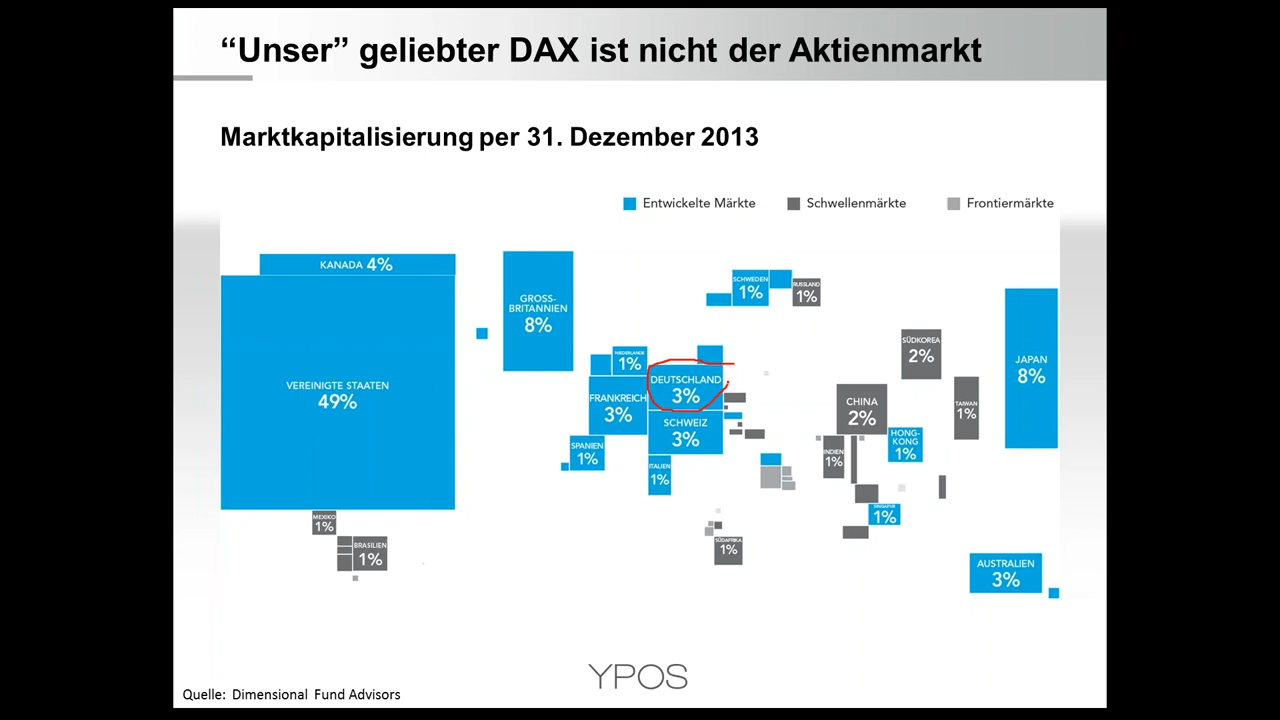 “Unser” geliebter DAX ist nicht der Aktienmarkt
Marktkapitalisierung per 31. Dezember 2013
Entwickelte Märkte
Schwellenmärkte
Frontiermärkte
KANADA 4%
VEREINIGTE STAATEN
49%
MEXIKO
1%
BRASILIEN
1%
GROSS-
BRITANNIEN
8%
NIEDERLANDE
1%
FRANKREICH
3%
DEUTSCHLAND
3%
SCHWEIZ
3%
SPANIEN
1%
ITALIEN
1%
SCHWEDEN
1%
RUSSLAND
1%
SÜDAFRIKA
1%
SÜDKOREA
2%
CHINA
2%
TAIWAN
1%
HONG-
KONG
1%
INDIEN
1%
SINGAPUR
1%
JAPAN
8%
AUSTRALIEN
3%
YPOS
Quelle: Dimensional Fund Advisors